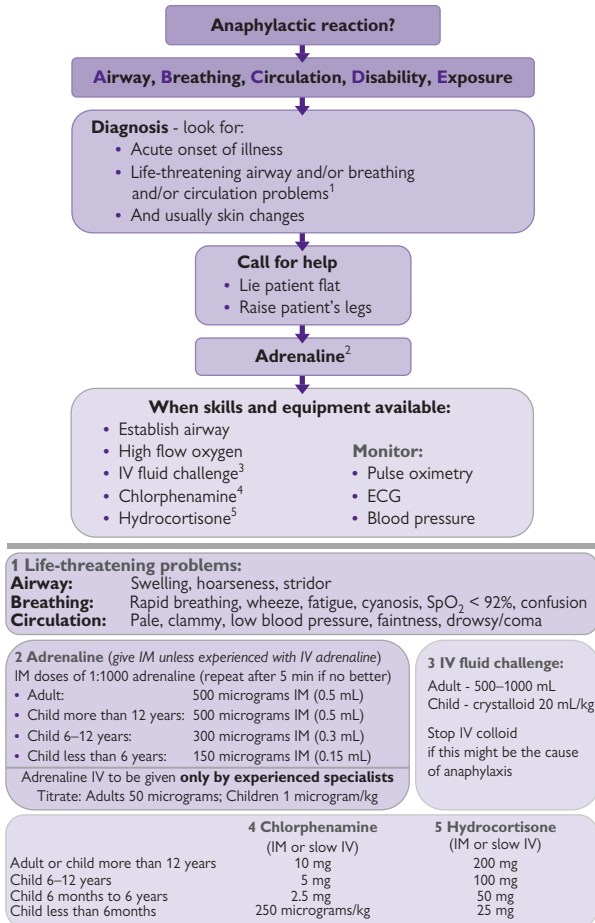 Anaphylactic reaction?
Airway, Breathing, Circulation, Disability, Exposure
Diagnosis - look for:
• Acute onset of illness
• Life-threatening airway and/or breathing
and/or circulation problems1
• And usually skin changes
Call for help
• Lie patient flat
• Raise patient's legs
Adrenaline2
When skills and equipment available:
• Establish airway
• High flow oxygen
• IV fluid challenge3
• Chlorphenamine4
• Hydrocortisone5
Monitor:
• Pulse oximetry
• ECG
• Blood pressure
1 Life-threatening problems:
Airway: Swelling, hoarseness, stridor
Breathing: Rapid breathing, wheeze, fatigue, cyanosis, SpO2 < 92%, confusion
Circulation: Pale, clammy, low blood pressure, faintness, drowsy/coma
2 Adrenaline (give IM unless experienced with IV adrenaline)
IM doses of 1:1000 adrenaline (repeat after 5 min if no better)
• Adult: 500 micrograms IM (0.5 mL)
• Child more than 12 years: 500 micrograms IM (0.5 mL)
• Child 6–12 years: 300 micrograms IM (0.3 mL)
• Child less than 6 years: 150 micrograms IM (0.15 mL)
Adrenaline IV to be given only by experienced specialists
Titrate: Adults 50 micrograms; Children 1 microgram/kg
3 IV fluid challenge:
Adult - 500–1000 mL
Child - crystalloid 20 mL/kg
Stop IV colloid
if this might be the cause
of anaphylaxis
4 Chlorphenamine 5 Hydrocortisone
(IM or slow IV) (IM or slow IV)
Adult or child more than 12 years 10 mg 200 mg
Child 6–12 years 5 mg 100 mg
Child 6 months to 6 years 2.5 mg 50 mg
Child less than 6months 250 micrograms/kg 25 mg